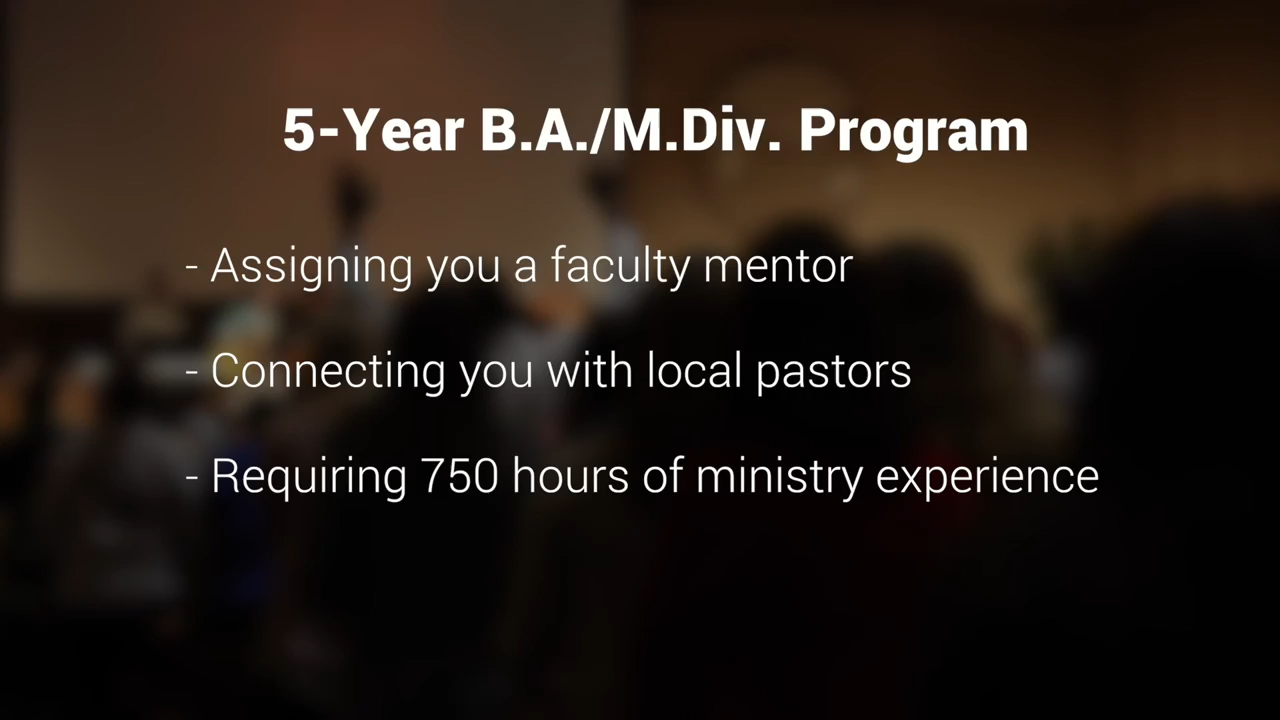 5-Year B.A./M.Div. Program
- Assigning you a faculty mentor
- Connecting you with local pastors
- Requiring 750 hours of ministry experience